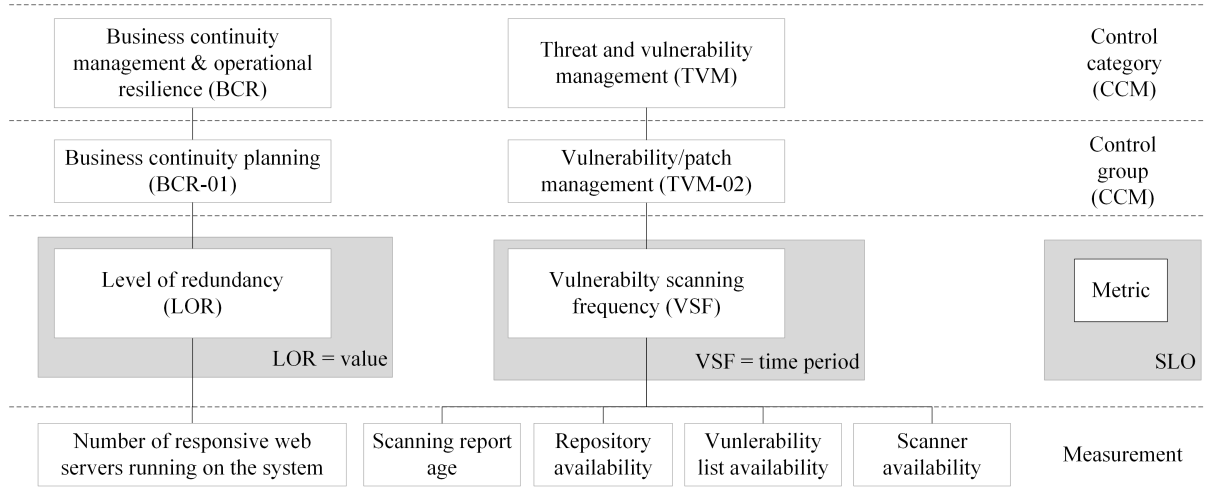 Business continuity
management & operational
resilience (BCR)
Threat and vulnerability
management (TVM)
Control
category
(CCM)
Business continuity planning
(BCR-01)
Vulnerability/patch
management (TVM-02)
Control
group
(CCM)
Level of redundancy
(LOR)
LOR = value
Vulnerabilty scanning
frequency (VSF)
VSF = time period
Metric
SLO
Number of responsive web
servers running on the system
Scanning report
age
Repository
availability
Vunlerability
list availability
Scanner
availability
Measurement